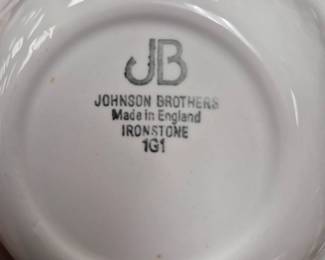 JB
JOHNSON BROTHERS
Made in England
IRONSTONE
1G1